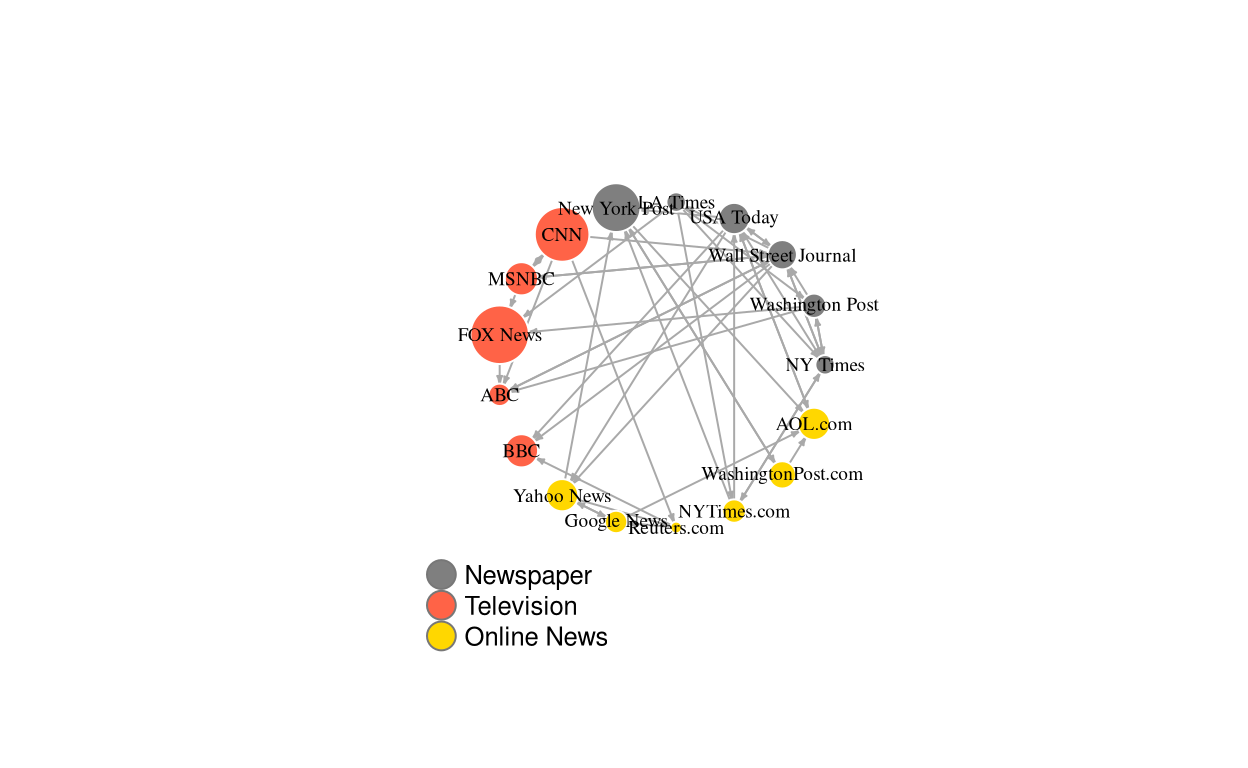 LA Times
New York Post
USA Today
CNN
Wall Street Journal
MSNBC
Washington Post
FOX News
NY Times
ABC
AOL.com
BBC
WashingtonPost.com
Yahoo News
NYTimes.com
Google News
Reuters.com
Newspaper
Television
Online News